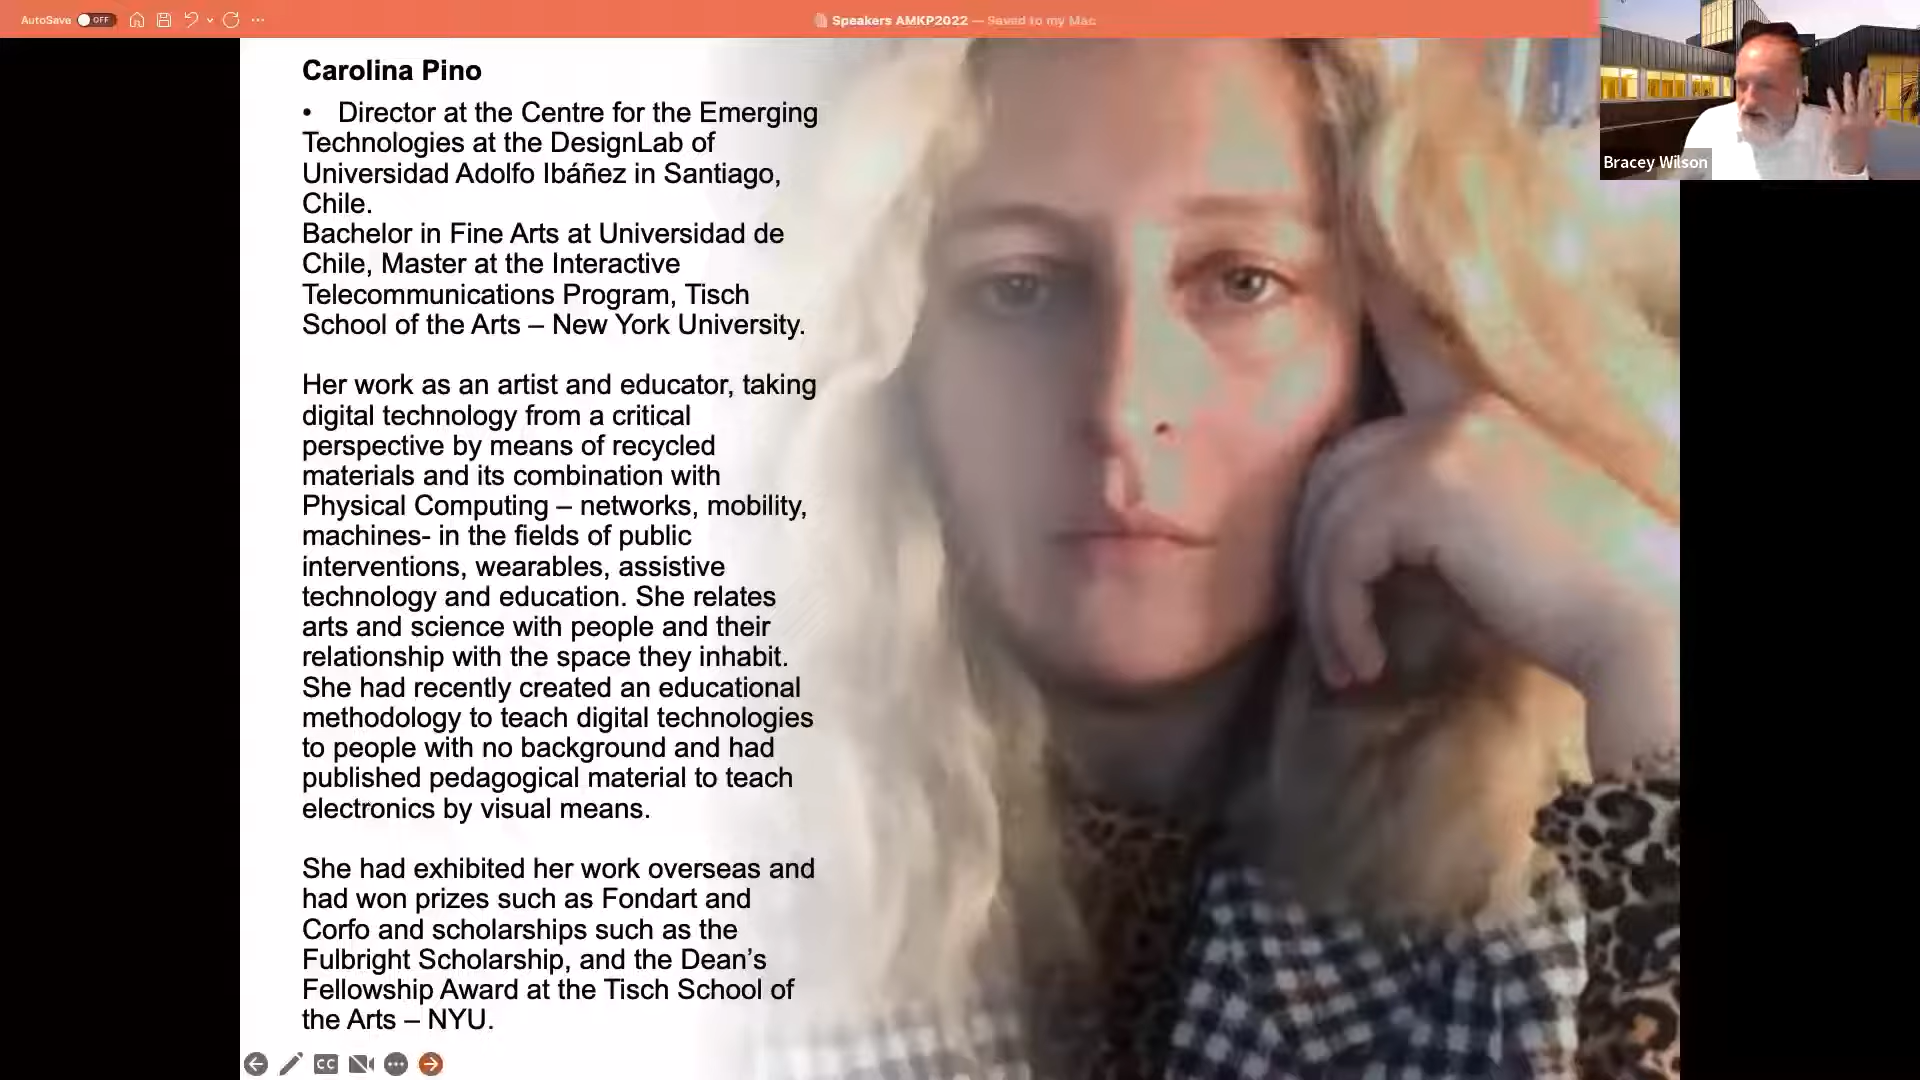 AutoSave OFF
Speakers AMKP2022 — Saved to my Mac
Carolina Pino
• Director at the Centre for the Emerging
Technologies at the DesignLab of
Universidad Adolfo Ibáñez in Santiago,
Chile.
Bachelor in Fine Arts at Universidad de
Chile, Master at the Interactive
Telecommunications Program, Tisch
School of the Arts – New York University.
Her work as an artist and educator, taking
digital technology from a critical
perspective by means of recycled
materials and its combination with
Physical Computing – networks, mobility,
machines- in the fields of public
interventions, wearables, assistive
technology and education. She relates
arts and science with people and their
relationship with the space they inhabit.
She had recently created an educational
methodology to teach digital technologies
to people with no background and had
published pedagogical material to teach
electronics by visual means.
She had exhibited her work overseas and
had won prizes such as Fondart and
Corfo and scholarships such as the
Fulbright Scholarship, and the Dean’s
Fellowship Award at the Tisch School of
the Arts – NYU.
Bracey Wilson
CC